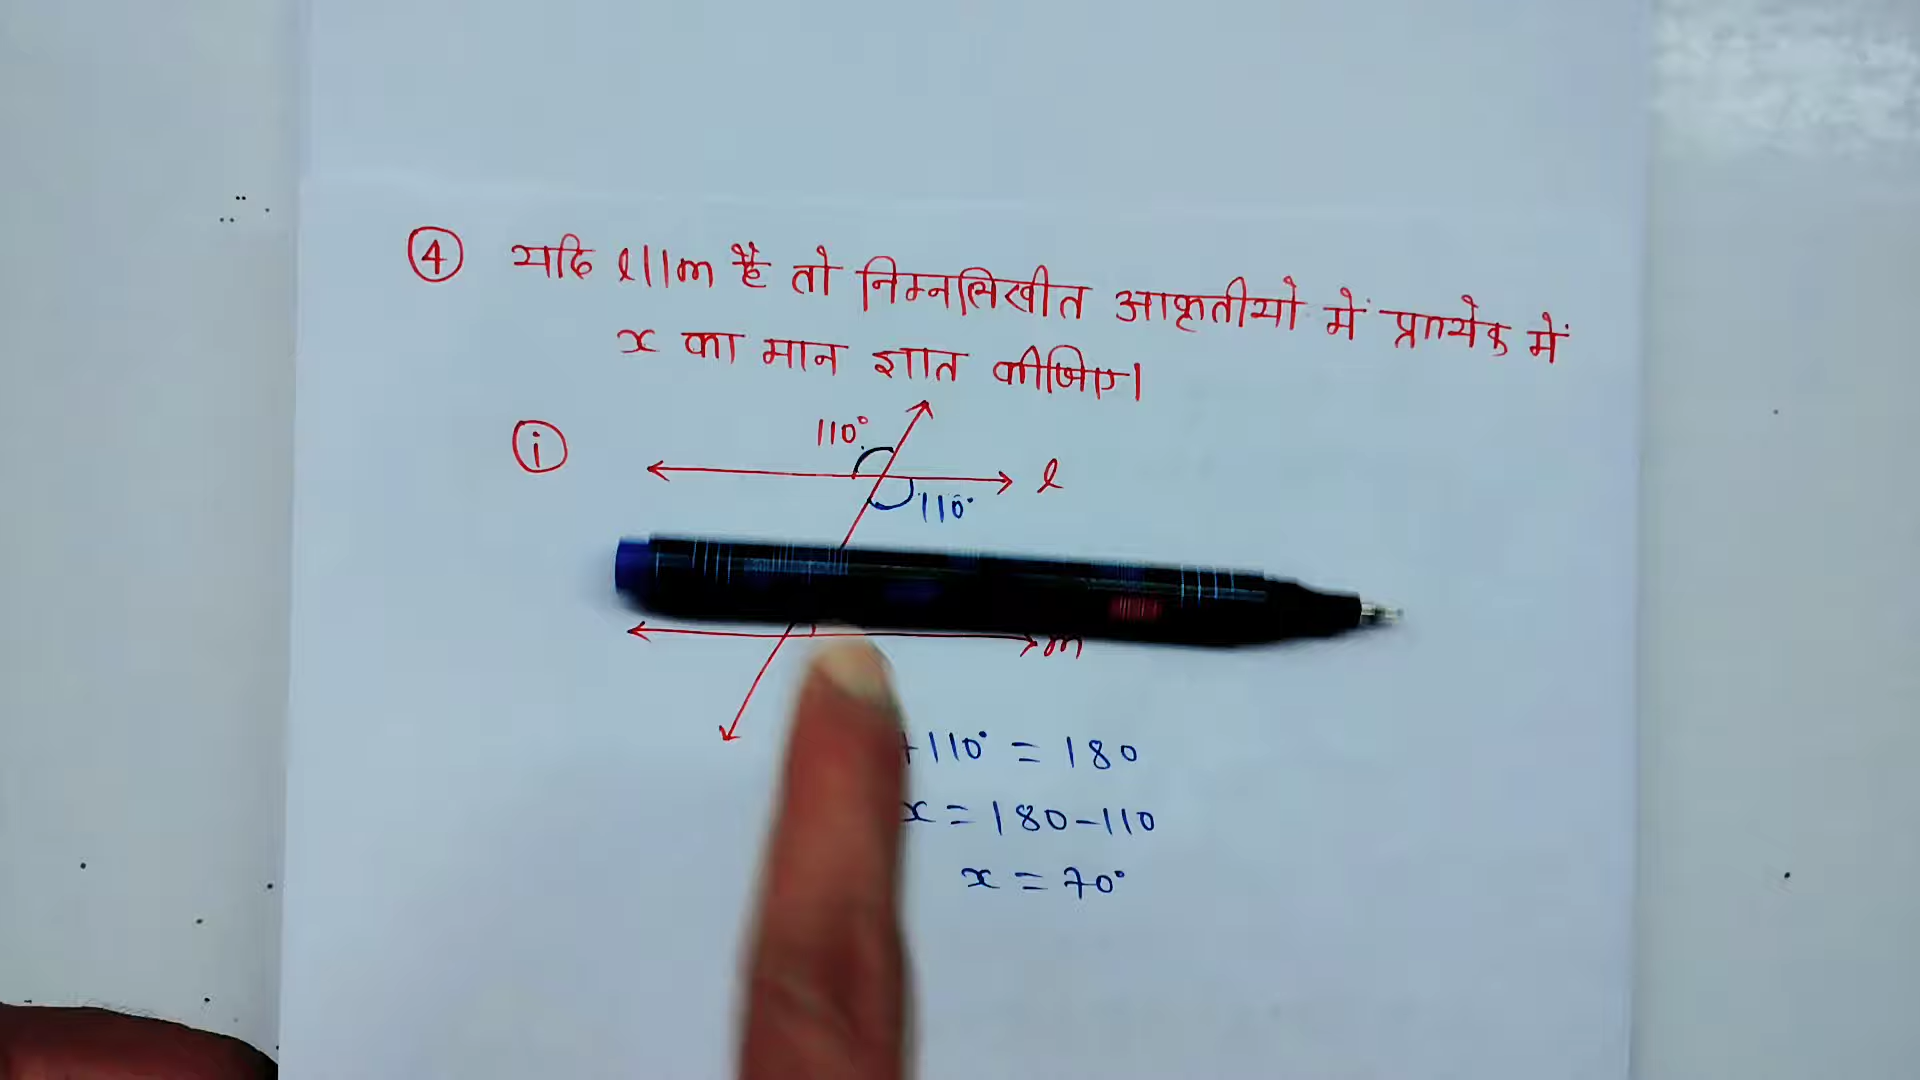 ④ यदि l||m है तो निम्नलिखीत आकृतीयो में प्रत्येक में
x का मान ज्ञात कीजिए।
ⓘ
110°
l
110°
m
+110° = 180
x = 180-110
x = 70°